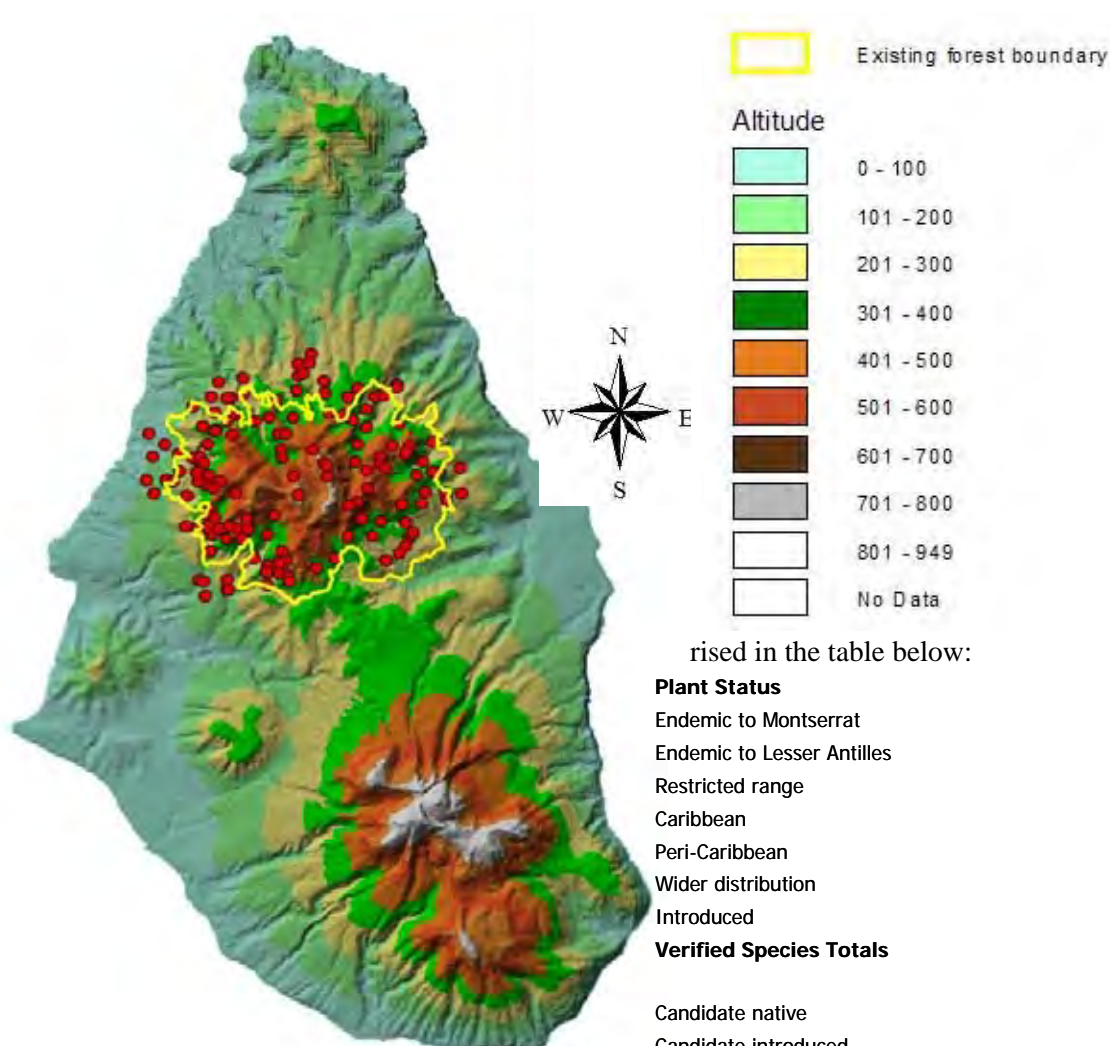 Existing forest boundary
Altitude
0 - 100
101 - 200
201 - 300
301 - 400
401 - 500
501 - 600
601 - 700
701 - 800
801 - 949
No Data
N
W
E
S
rised in the table below:
Plant Status
Endemic to Montserrat
Endemic to Lesser Antilles
Restricted range
Caribbean
Peri-Caribbean
Wider distribution
Introduced
Verified Species Totals
Candidate native
Candidate introduced